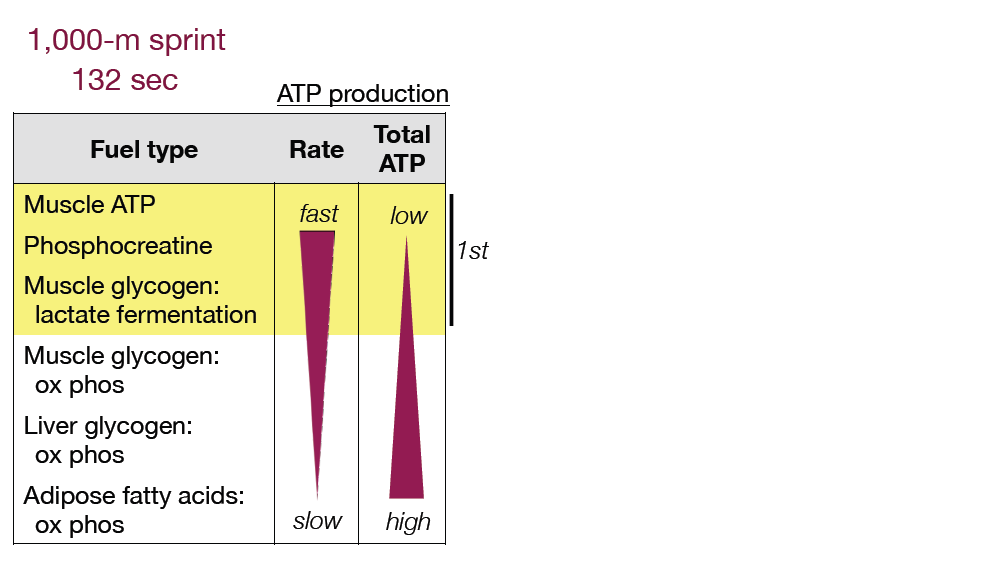 1,000-m sprint
132 sec
ATP production
Fuel type
Rate
Total
ATP
Muscle ATP
fast
low
Phosphocreatine
1st
Muscle glycogen:
lactate fermentation
Muscle glycogen:
ox phos
Liver glycogen:
ox phos
Adipose fatty acids:
ox phos
slow
high